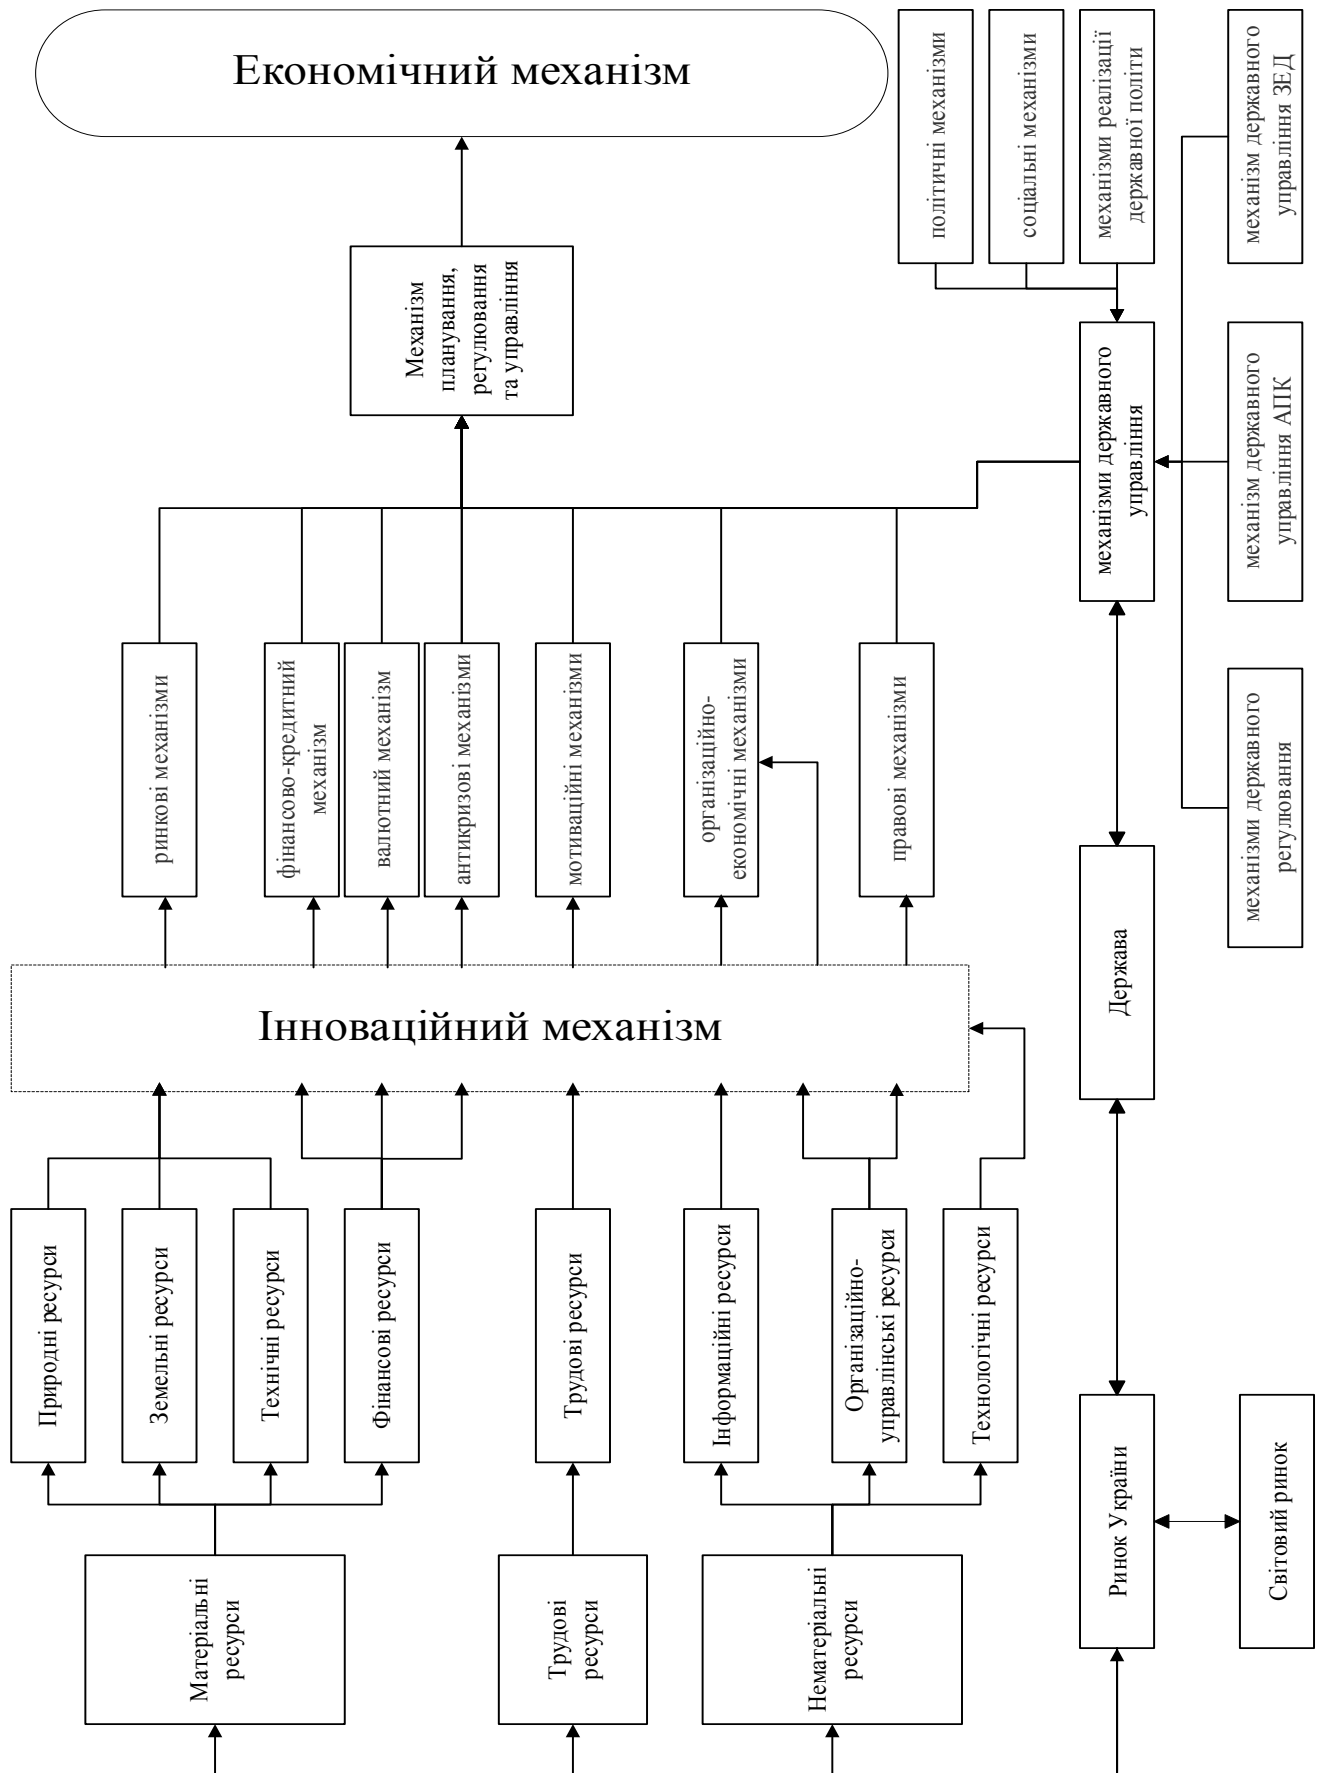 Економічний механізм
політичні механізми
соціальні механізми
механізми реалізації
державної політи
механізм державного
управління ЗЕД
Механізм
планування,
регулювання
та управління
механізми державного
управління
механізм державного
управління АПК
ринкові механізми
фінансово-кредитний
механізм
валютний механізм
антикризові механізми
мотиваційні механізми
організаційно-
економічні механізми
правові механізми
механізми державного
регулювання
Інноваційний механізм
Держава
Природні ресурси
Земельні ресурси
Технічні ресурси
Фінансові ресурси
Трудові ресурси
Інформаційні ресурси
Організаційно-
управлінські ресурси
Технологічні ресурси
Матеріальні
ресурси
Трудові
ресурси
Нематеріальні
ресурси
Ринок України
Світовий ринок